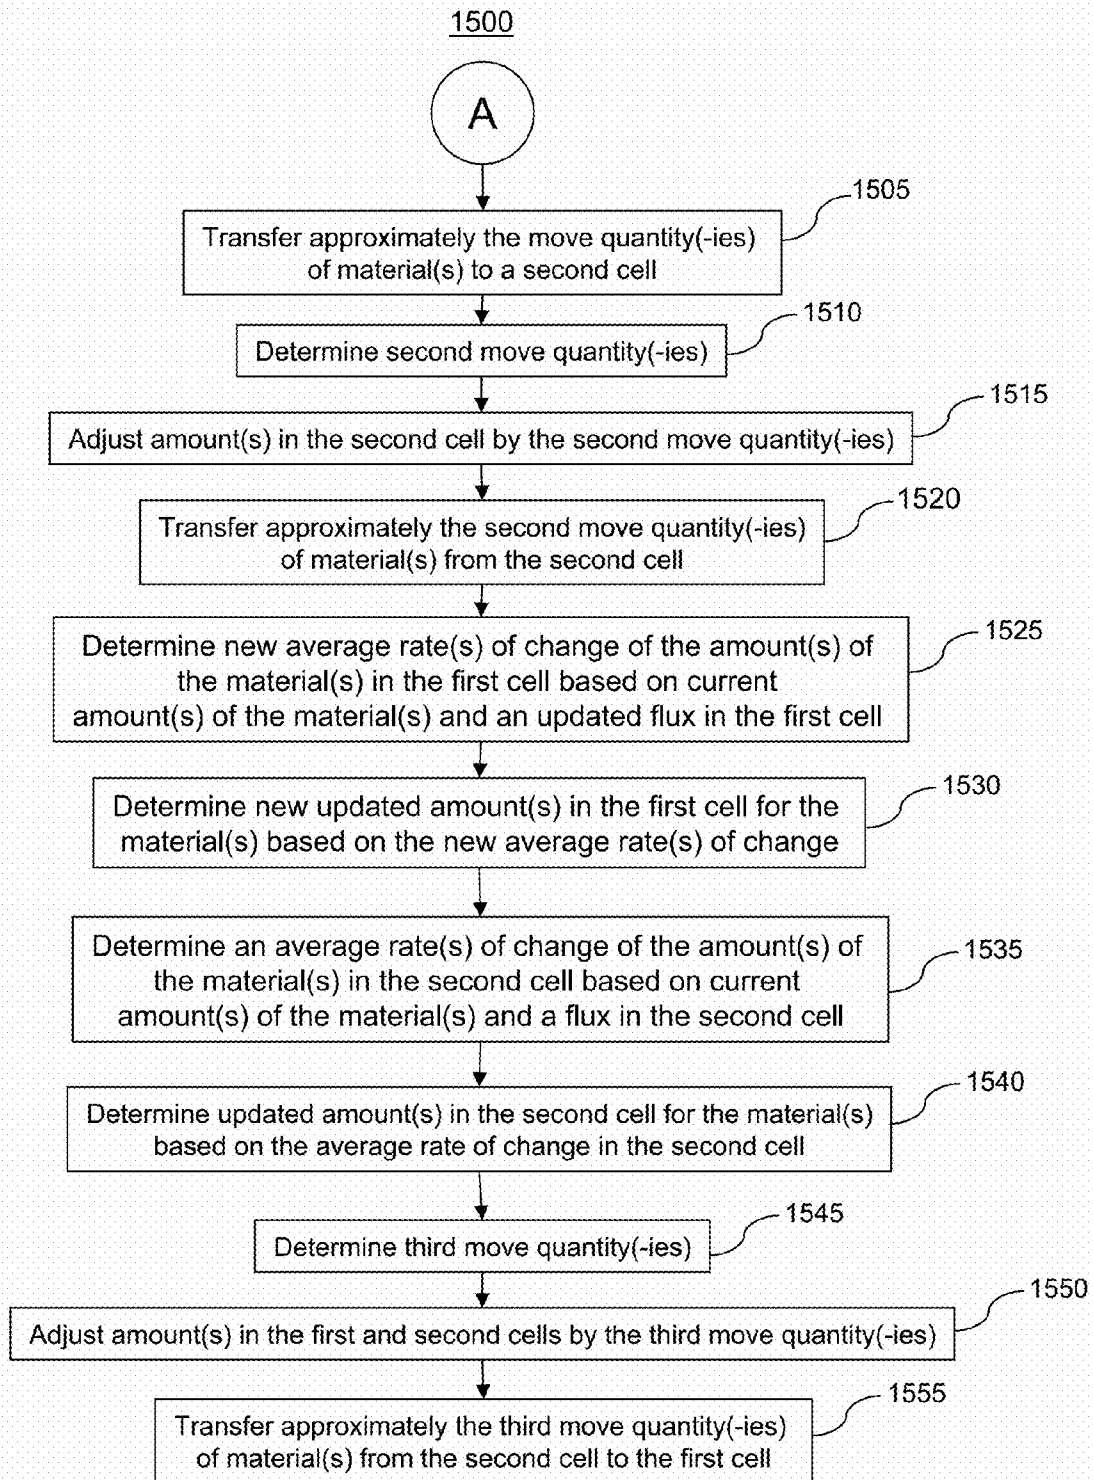 1500
A
1505
Transfer approximately the move quantity(-ies)
of material(s) to a second cell
1510
Determine second move quantity(-ies)
1515
Adjust amount(s) in the second cell by the second move quantity(-ies)
1520
Transfer approximately the second move quantity(-ies)
of material(s) from the second cell
1525
Determine new average rate(s) of change of the amount(s) of
the material(s) in the first cell based on current
amount(s) of the material(s) and an updated flux in the first cell
1530
Determine new updated amount(s) in the first cell for the
material(s) based on the new average rate(s) of change
1535
Determine an average rate(s) of change of the amount(s) of
the material(s) in the second cell based on current
amount(s) of the material(s) and a flux in the second cell
1540
Determine updated amount(s) in the second cell for the material(s)
based on the average rate of change in the second cell
1545
Determine third move quantity(-ies)
1550
Adjust amount(s) in the first and second cells by the third move quantity(-ies)
1555
Transfer approximately the third move quantity(-ies)
of material(s) from the second cell to the first cell